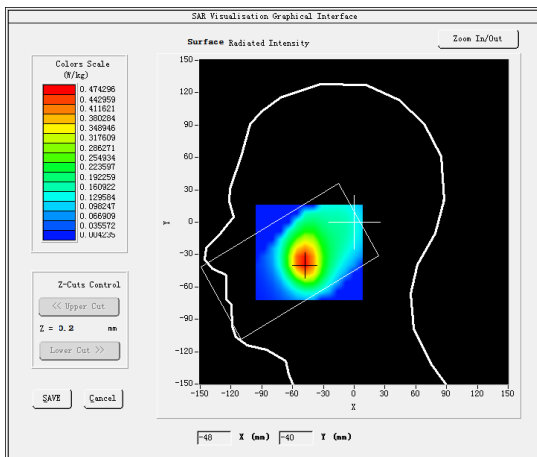 SAR Visualisation Graphical Interface
Surface Radiated Intensity
Zoom In/Out
Colors Scale
(W/kg)
0.474296
0.442959
0.411621
0.380284
0.348946
0.317609
0.286271
0.254934
0.223597
0.192259
0.160922
0.129584
0.098247
0.066909
0.035572
0.004235
Z-Cuts Control
<< Upper Cut
Z = 0.2 mm
Lower Cut >>
SAVE Cancel
150
120
90
60
30
0
-30
-60
-90
-120
-150
Y
-150 -120 -90 -60 -30 0 30 60 90 120 150
X
-48 X (mm) -40 Y (mm)